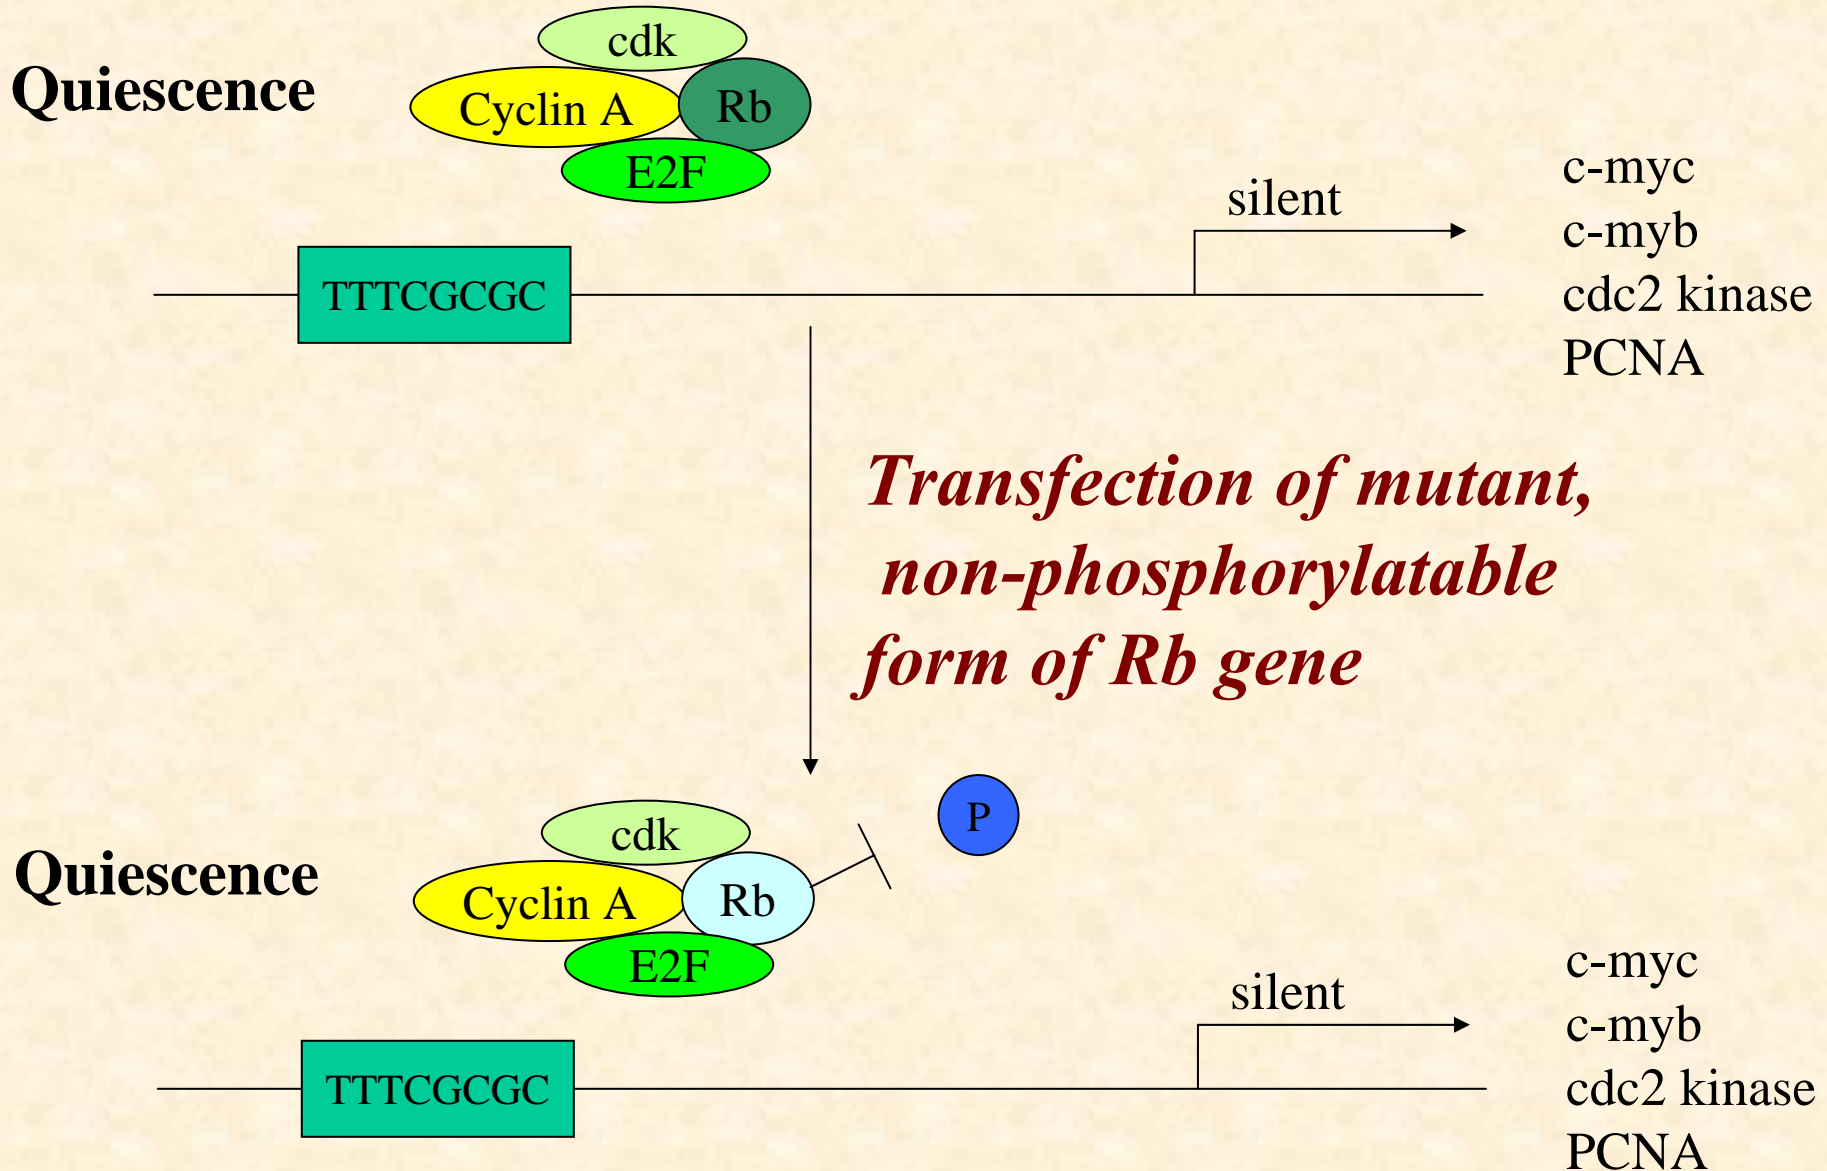 cdk
Quiescence
Cyclin A
Rb
E2F
silent
c-myc
c-myb
cdc2 kinase
PCNA
TTTCGCGC
Transfection of mutant,
non-phosphorylatable
form of Rb gene
P
cdk
Quiescence
Cyclin A
Rb
E2F
silent
c-myc
c-myb
cdc2 kinase
PCNA
TTTCGCGC